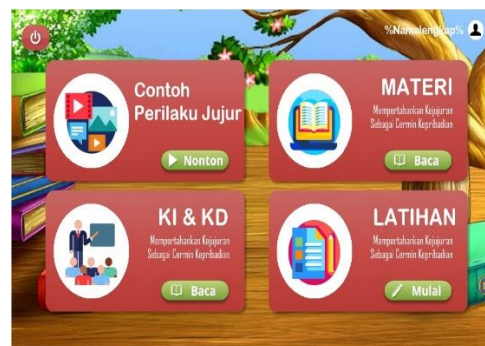 %Namalengkap%
Contoh
Perilaku Jujur
Nonton
MATERI
Mempertahankan Kejujuran
Sebagai Cermin Kepribadian
Baca
KI & KD
Mempertahankan Kejujuran
Sebagai Cermin Kepribadian
Baca
LATIHAN
Mempertahankan Kejujuran
Sebagai Cermin Kepribadian
Mulai